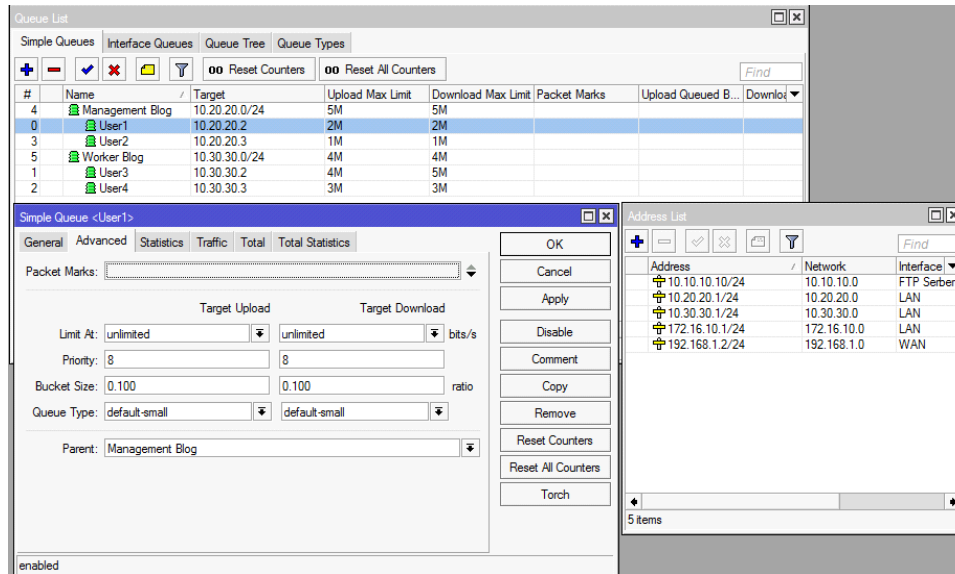 Queue List
Simple Queues Interface Queues Queue Tree Queue Types
00 Reset Counters 00 Reset All Counters Find
# Name / Target Upload Max Limit Download Max Limit Packet Marks Upload Queued B... Downloa
4 Management Blog 10.20.20.0/24 5M 5M
0 User1 10.20.20.2 2M 2M
3 User2 10.20.20.3 1M 1M
5 Worker Blog 10.30.30.0/24 4M 4M
1 User3 10.30.30.2 4M 5M
2 User4 10.30.30.3 3M 3M
Simple Queue <User1>
General Advanced Statistics Traffic Total Total Statistics
Packet Marks:
Target Upload Target Download
Limit At: unlimited unlimited bits/s
Priority: 8 8
Bucket Size: 0.100 0.100 ratio
Queue Type: default-small default-small
Parent: Management Blog
OK
Cancel
Apply
Disable
Comment
Copy
Remove
Reset Counters
Reset All Counters
Torch
enabled
Address List
Find
Address / Network Interface
10.10.10.10/24 10.10.10.0 FTP Serber
10.20.20.1/24 10.20.20.0 LAN
10.30.30.1/24 10.30.30.0 LAN
172.16.10.1/24 172.16.10.0 LAN
192.168.1.2/24 192.168.1.0 WAN
5 items